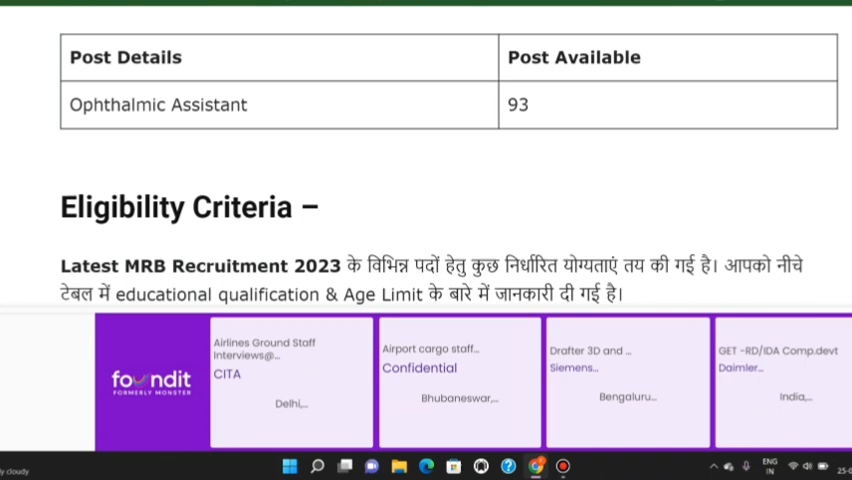 Post Details
Post Available
Ophthalmic Assistant
93
Eligibility Criteria –
Latest MRB Recruitment 2023 के विभिन्न पदों हेतु कुछ निर्धारित योग्यताएं तय की गई है। आपको नीचे
टेबल में educational qualification & Age Limit के बारे में जानकारी दी गई है।
foundit
FORMERLY MONSTER
Airlines Ground Staff
Interviews@...
CITA
Delhi,...
Airport cargo staff...
Confidential
Bhubaneswar,...
Drafter 3D and ...
Siemens...
Bengaluru...
GET -RD/IDA Comp.devt
Daimler...
India,...
cloudy
ENG
IN